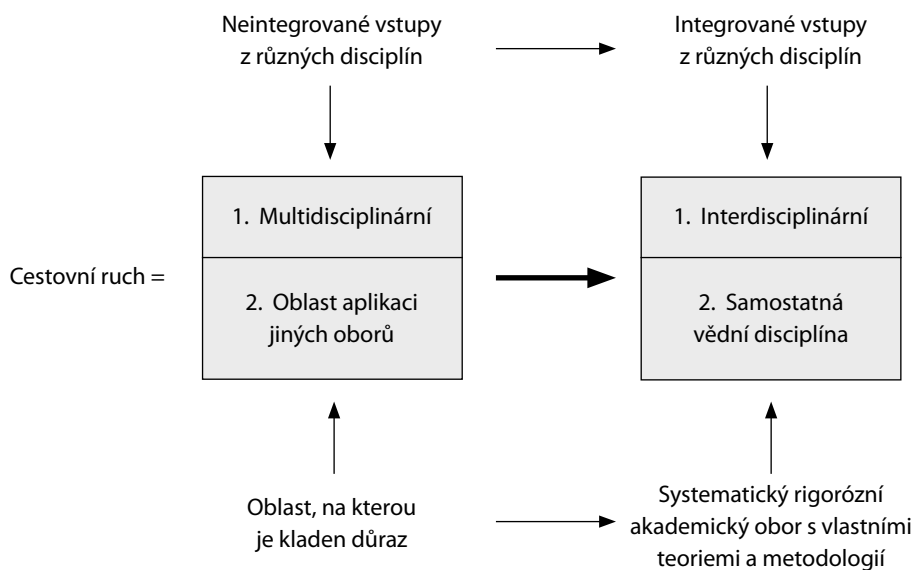 Neintegrované vstupy
z různých disciplín
Integrované vstupy
z různých disciplín
1. Multidisciplinární
1. Interdisciplinární
Cestovní ruch =
2. Oblast aplikaci
jiných oborů
2. Samostatná
vědní disciplína
Oblast, na kterou
je kladen důraz
Systematický rigorózní
akademický obor s vlastními
teoriemi a metodologií